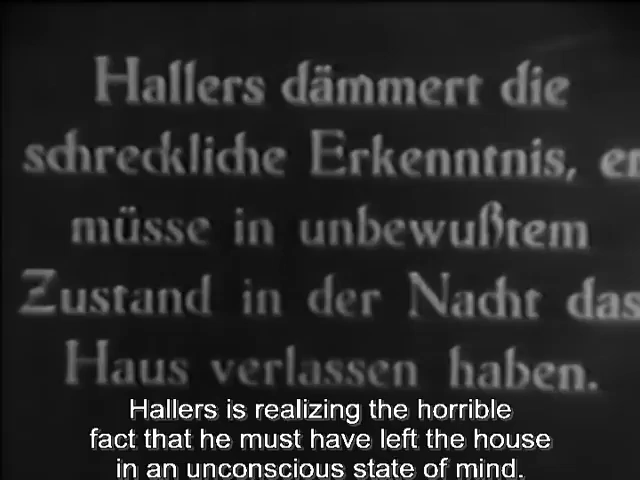 Hallers dämmert die
schreckliche Erkenntnis, er
müsse in unbewußtem
Zustand in der Nacht das
Haus verlassen haben.
Hallers is realizing the horrible
fact that he must have left the house
in an unconscious state of mind.